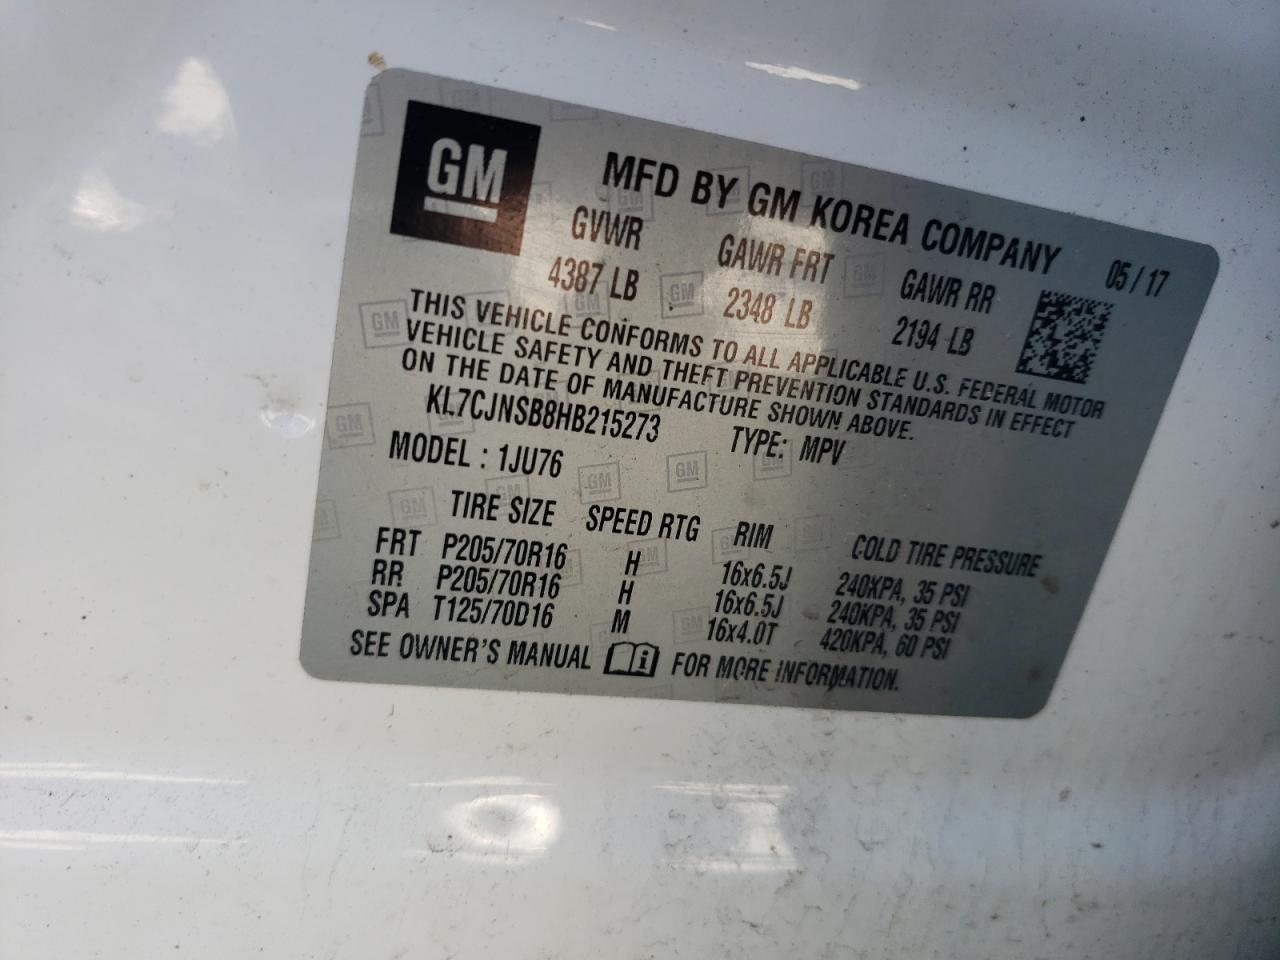 GM
MFD BY GM KOREA COMPANY 05/17
GVWR GAWR FRT GAWR RR
4387 LB 2348 LB 2194 LB
THIS VEHICLE CONFORMS TO ALL APPLICABLE U.S. FEDERAL MOTOR
VEHICLE SAFETY AND THEFT PREVENTION STANDARDS IN EFFECT
ON THE DATE OF MANUFACTURE SHOWN ABOVE.
KL7CJNSB8HB215273 TYPE: MPV
MODEL : 1JU76
TIRE SIZE SPEED RTG RIM COLD TIRE PRESSURE
FRT P205/70R16 H 16x6.5J 240KPA, 35 PSI
RR P205/70R16 H 16x6.5J 240KPA, 35 PSI
SPA T125/70D16 M 16x4.0T 420KPA, 60 PSI
SEE OWNER'S MANUAL FOR MORE INFORMATION.